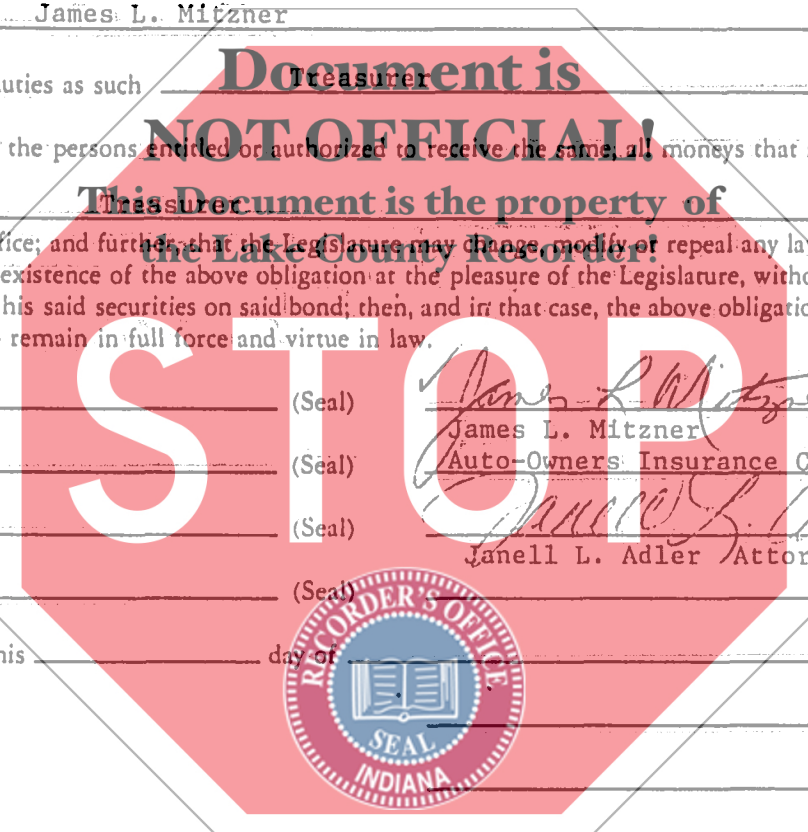 James L. Mitzner
Document is
uties as such Treasurer
NOT OFFICIAL!
the persons entitled or authorized to receive the same, all moneys that
This Document is the property of
Treasurer
the Lake County Recorder!
fice; and further, that the Legislature may change, modify or repeal any la
existence of the above obligation at the pleasure of the Legislature, witho
his said securities on said bond; then, and in that case, the above obligatio
remain in full force and virtue in law.
STOP
(Seal) James L Mitzne
James L. Mitzner
(Seal) Auto-Owners Insurance C
(Seal) Janell L.
Janell L. Adler Attor
(Seal)
his day of
RECORDER'S OFFICE
SEAL
INDIANA